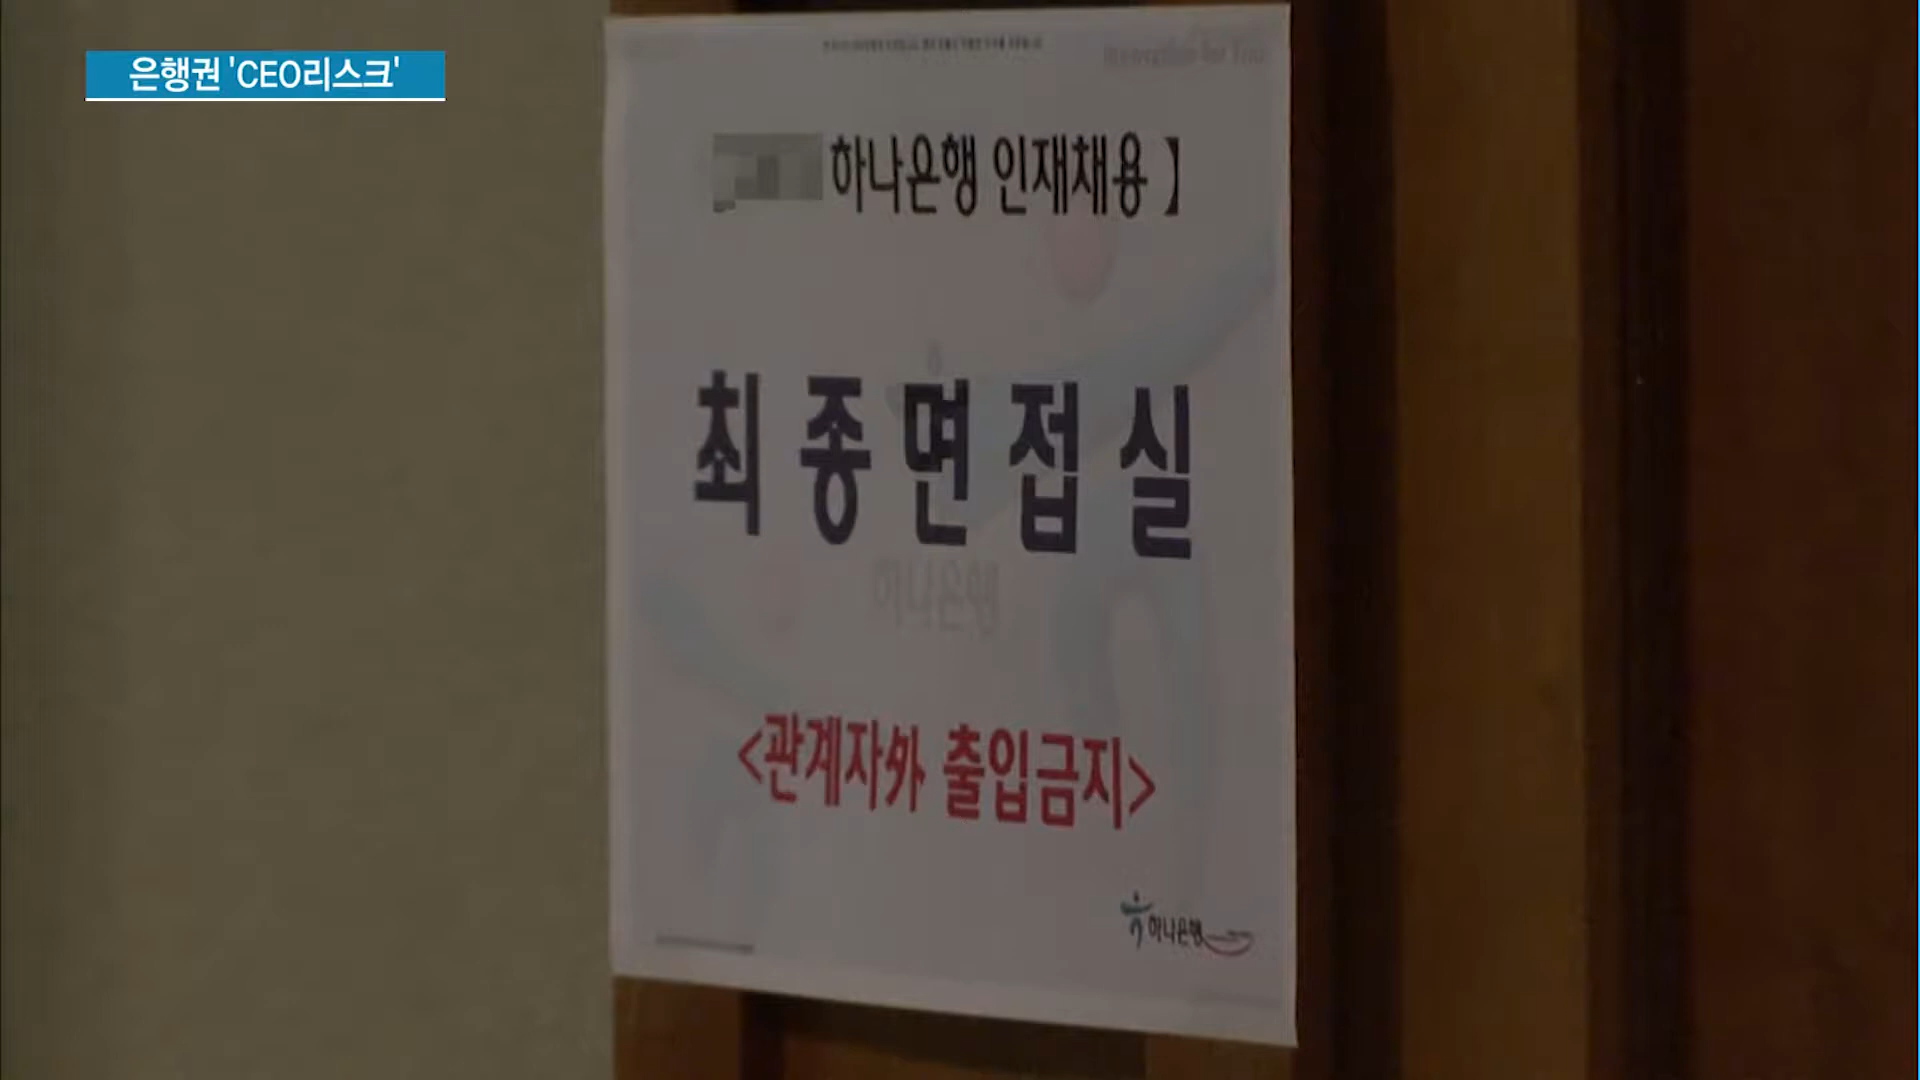 은행권 'CEO리스크'
하나은행 인재채용 】
최종면접실
하나은행
<관계자外 출입금지>
하나은행